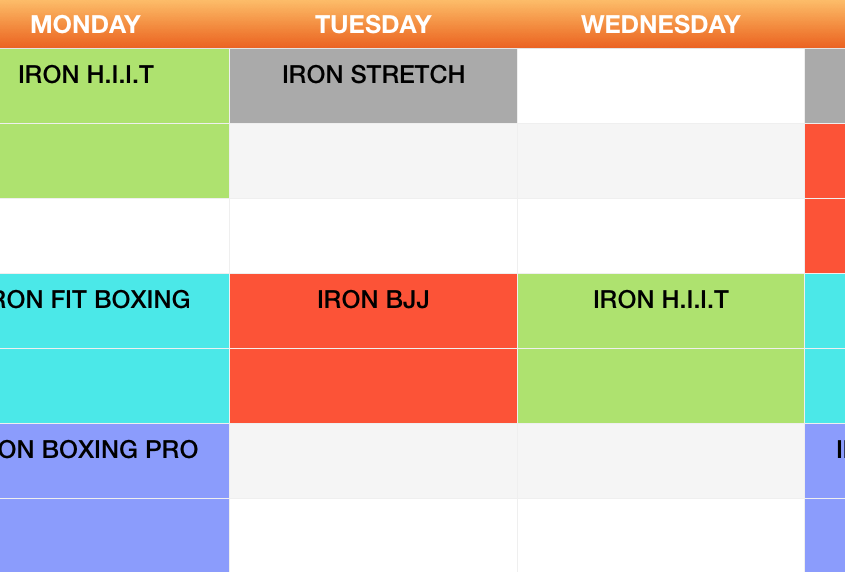 MONDAY TUESDAY WEDNESDAY
IRON H.I.I.T IRON STRETCH
RON FIT BOXING IRON BJJ IRON H.I.I.T
ON BOXING PRO